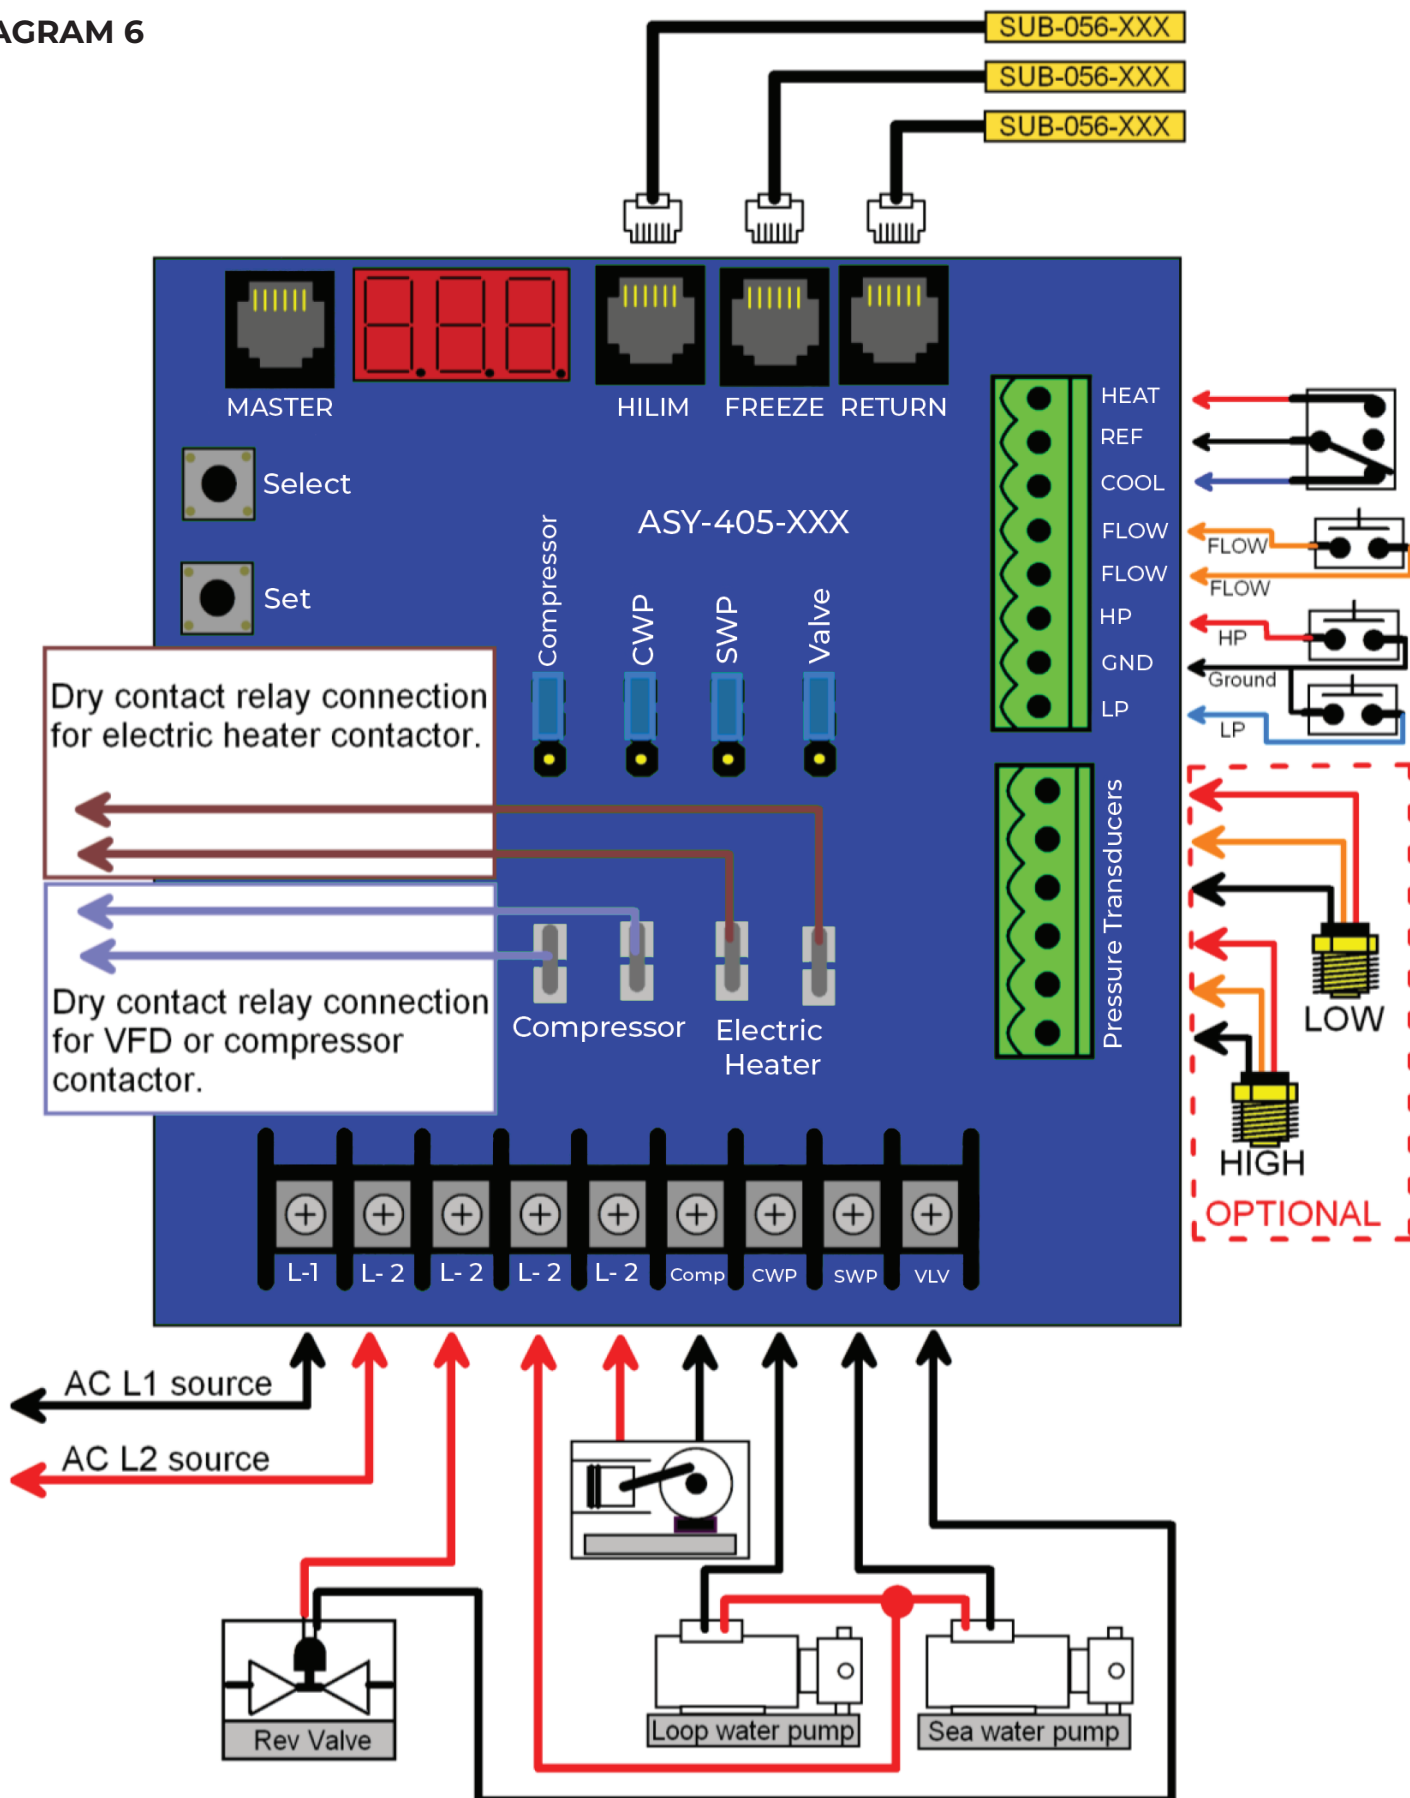 AGRAM 6
SUB-056-XXX
SUB-056-XXX
SUB-056-XXX
MASTER
HILIM
FREEZE
RETURN
HEAT
REF
COOL
FLOW
FLOW
HP
GND
LP
FLOW
FLOW
HP
Ground
LP
Select
Set
ASY-405-XXX
Compressor
CWP
SWP
Valve
Dry contact relay connection
for electric heater contactor.
Dry contact relay connection
for VFD or compressor
contactor.
Compressor
Electric
Heater
Pressure Transducers
LOW
HIGH
OPTIONAL
L-1
L- 2
L- 2
L- 2
L- 2
Comp
CWP
SWP
VLV
AC L1 source
AC L2 source
Rev Valve
Loop water pump
Sea water pump